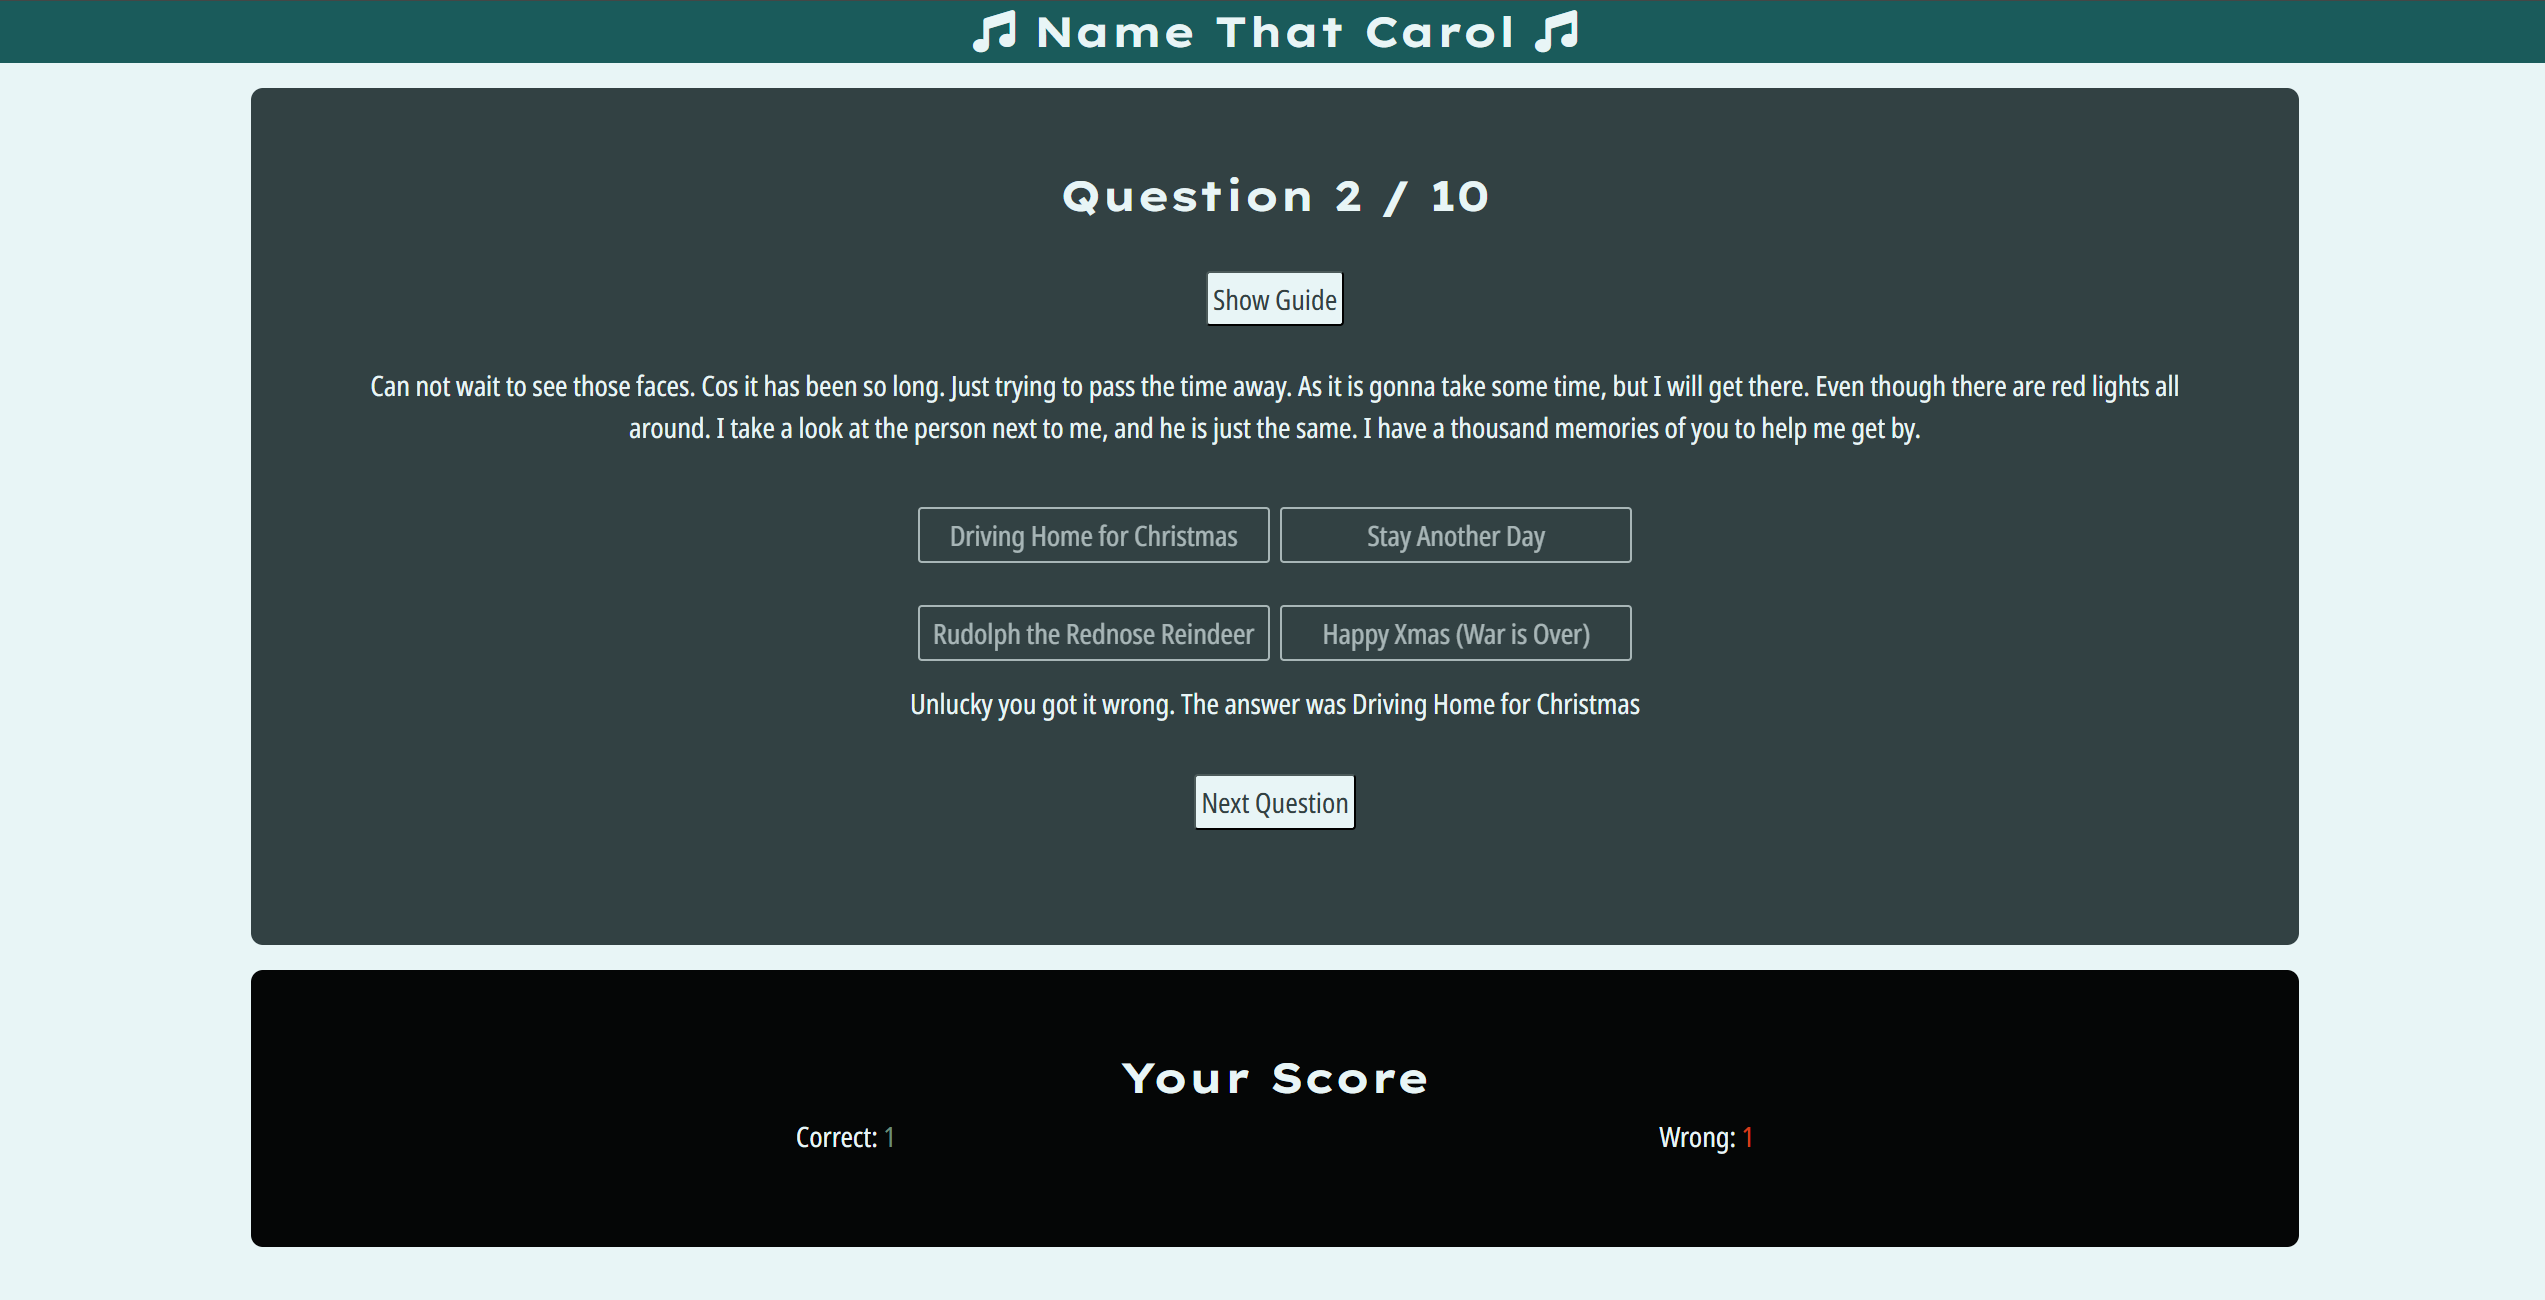 Name That Carol
Question 2 / 10
Show Guide
Can not wait to see those faces. Cos it has been so long. Just trying to pass the time away. As it is gonna take some time, but I will get there. Even though there are red lights all
around. I take a look at the person next to me, and he is just the same. I have a thousand memories of you to help me get by.
Driving Home for Christmas
Stay Another Day
Rudolph the Rednose Reindeer
Happy Xmas (War is Over)
Unlucky you got it wrong. The answer was Driving Home for Christmas
Next Question
Your Score
Correct: 1
Wrong: 1